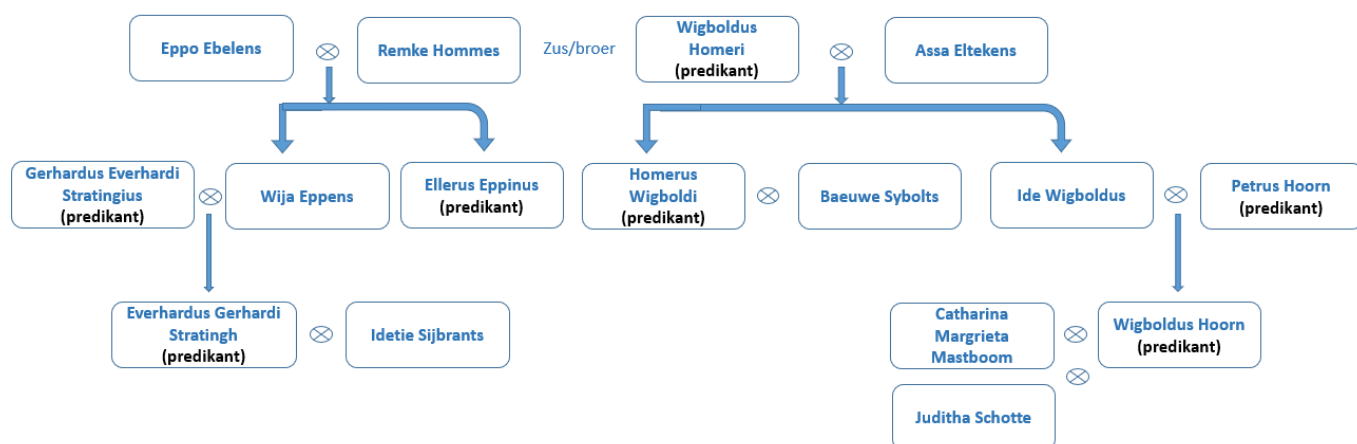 Eppo Ebelens
Remke Hommes
Zus/broer
Wigboldus
Homeri
(predikant)
Assa Eltekens
Gerhardus Everhardi
Stratingius
(predikant)
Wija Eppens
Ellerus Eppinus
(predikant)
Homerus
Wigboldi
(predikant)
Baeuwe Sybolts
Ide Wigboldus
Petrus Hoorn
(predikant)
Everhardus Gerhardi
Stratingh
(predikant)
Idetie Sijbrants
Catharina
Margrieta
Mastboom
Wigboldus Hoorn
(predikant)
Juditha Schotte